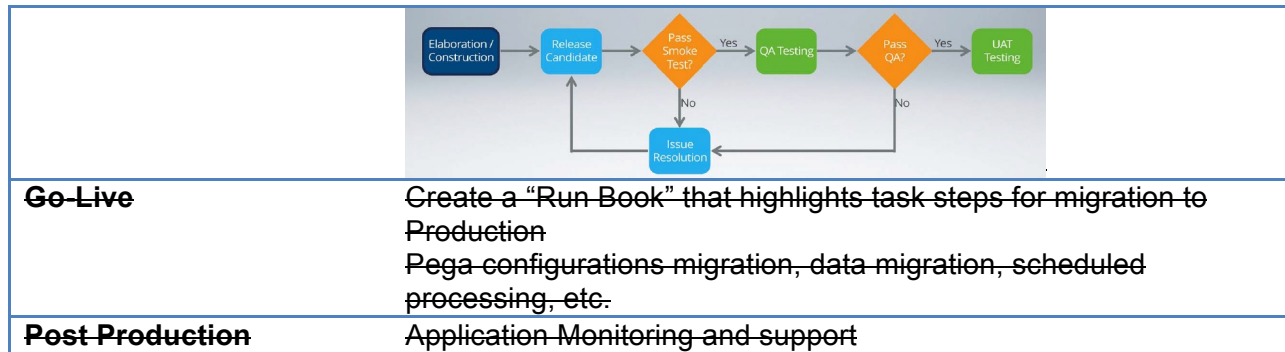 Elaboration /
Construction
Release
Candidate
Pass
Smoke
Test?
Yes
QA Testing
Pass
QA?
Yes
UAT
Testing
No
No
Issue
Resolution
Go-Live
Create a “Run Book” that highlights task steps for migration to
Production
Pega configurations migration, data migration, scheduled
processing, etc.
Post Production
Application Monitoring and support